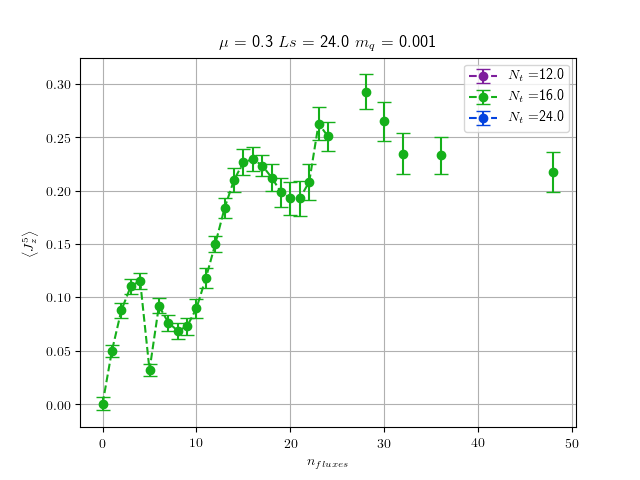 μ = 0.3 Ls = 24.0 m_q = 0.001
N_t =12.0
N_t =16.0
N_t =24.0
0.30
0.25
0.20
0.15
0.10
0.05
0.00
⟨J_z^5⟩
0 10 20 30 40 50
n_{fluxes}